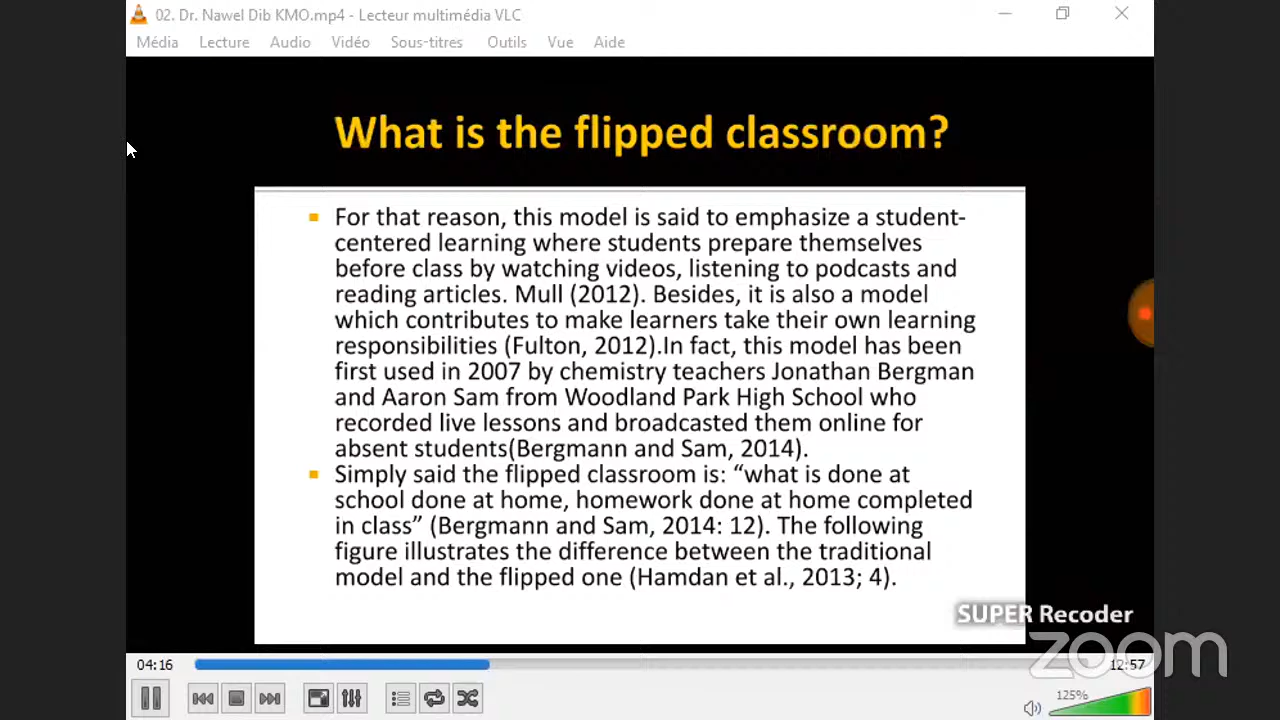 02. Dr. Nawel Dib KMO.mp4 - Lecteur multimédia VLC
Média Lecture Audio Vidéo Sous-titres Outils Vue Aide
What is the flipped classroom?
For that reason, this model is said to emphasize a student-
centered learning where students prepare themselves
before class by watching videos, listening to podcasts and
reading articles. Mull (2012). Besides, it is also a model
which contributes to make learners take their own learning
responsibilities (Fulton, 2012).In fact, this model has been
first used in 2007 by chemistry teachers Jonathan Bergman
and Aaron Sam from Woodland Park High School who
recorded live lessons and broadcasted them online for
absent students(Bergmann and Sam, 2014).
Simply said the flipped classroom is: “what is done at
school done at home, homework done at home completed
in class” (Bergmann and Sam, 2014: 12). The following
figure illustrates the difference between the traditional
model and the flipped one (Hamdan et al., 2013; 4).
SUPER Recoder
zoom
04:16
12:57
125%